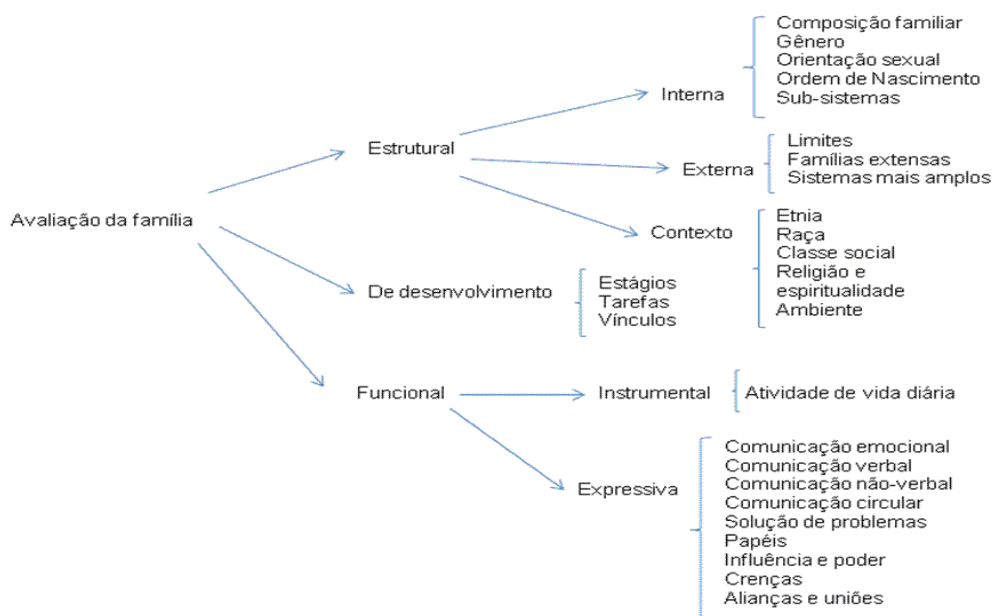 Avaliação da família
Estrutural
Interna
Composição familiar
Gênero
Orientação sexual
Ordem de Nascimento
Sub-sistemas
Externa
Limites
Famílias extensas
Sistemas mais amplos
Contexto
Etnia
Raça
Classe social
Religião e
espiritualidade
Ambiente
De desenvolvimento
Estágios
Tarefas
Vínculos
Funcional
Instrumental
Atividade de vida diária
Expressiva
Comunicação emocional
Comunicação verbal
Comunicação não-verbal
Comunicação circular
Solução de problemas
Papéis
Influência e poder
Crenças
Alianças e uniões